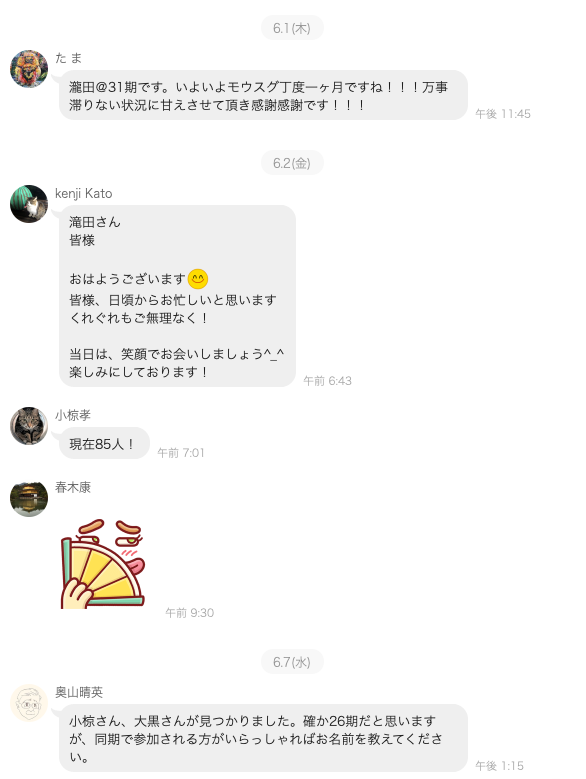 6.1(木)
た ま
瀧田＠31期です。いよいよモウスグ丁度一ヶ月ですね！！！万事
滞りない状況に甘えさせて頂き感謝感謝です！！！
午後 11:45
6.2(金)
kenji Kato
滝田さん
皆様
おはようございます
皆様、日頃からお忙しいと思います
くれぐれもご無理なく！
当日は、笑顔でお会いしましょう^_^
楽しみにしております！
午前 6:43
小椋孝
現在85人！
午前 7:01
春木康
午前 9:30
6.7(水)
奥山晴英
小椋さん、大黒さんが見つかりました。確か26期だと思います
が、同期で参加される方がいらっしゃればお名前を教えてくださ
い。
午後 1:15